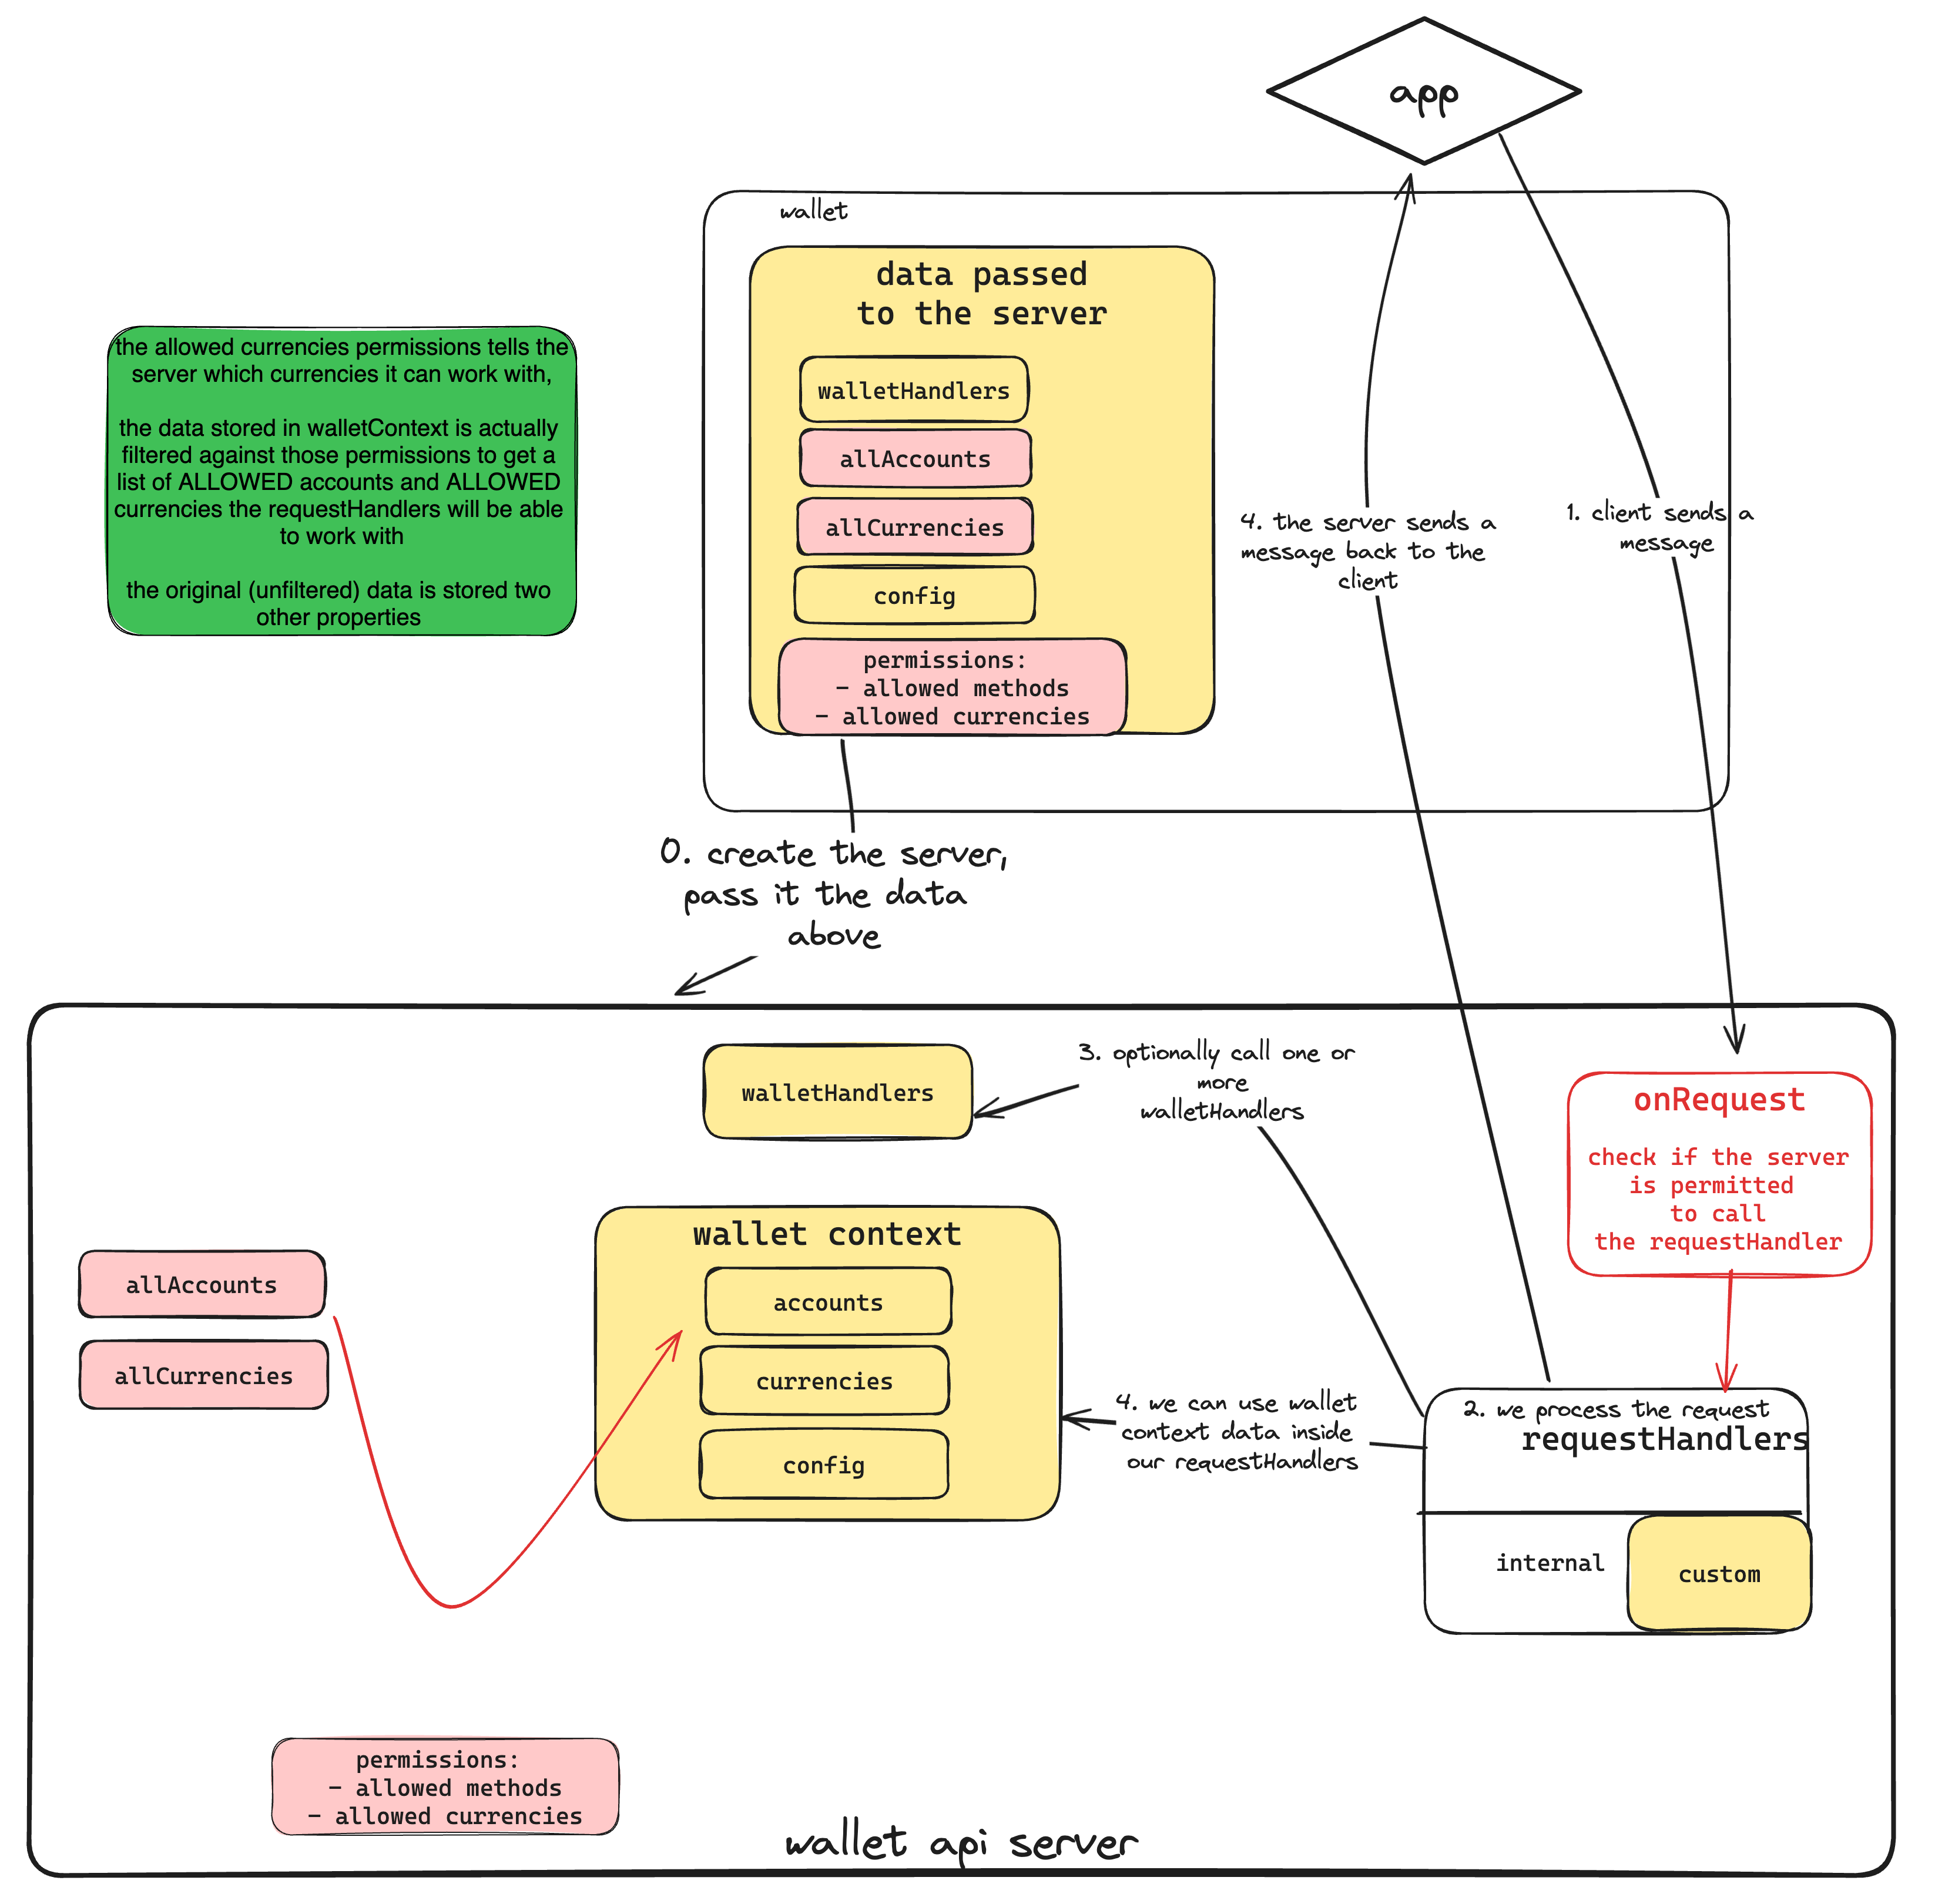 app
wallet
data passed
to the server
walletHandlers
allAccounts
allCurrencies
config
permissions:
- allowed methods
- allowed currencies
the allowed currencies permissions tells the
server which currencies it can work with,
the data stored in walletContext is actually
filtered against those permissions to get a
list of ALLOWED accounts and ALLOWED
currencies the requestHandlers will be able
to work with
the original (unfiltered) data is stored two
other properties
4. the server sends a
message back to the
client
1. client sends a
message
0. create the server,
pass it the data
above
walletHandlers
3. optionally call one or
more
walletHandlers
onRequest
check if the server
is permitted
to call
the requestHandler
wallet context
accounts
currencies
config
allAccounts
allCurrencies
4. we can use wallet
context data inside
our requestHandlers
2. we process the request
requestHandlers
internal
custom
permissions:
- allowed methods
- allowed currencies
wallet api server